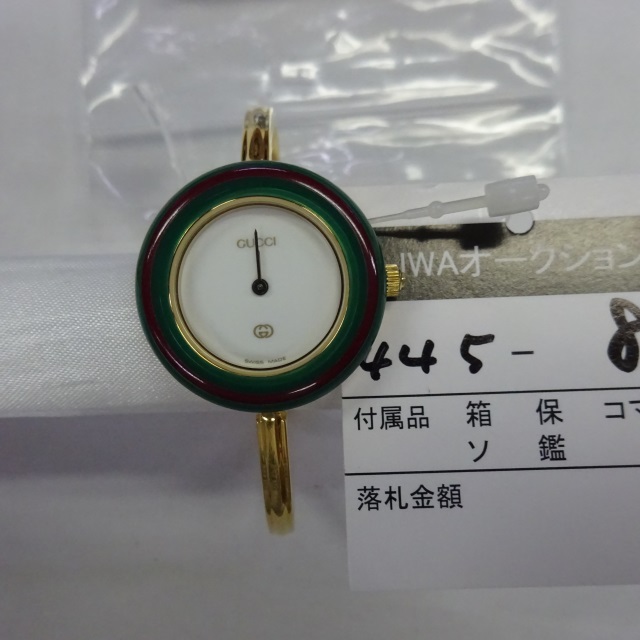 GUCCI
SWISS MADE
IWAオークション
445- 8
付属品 箱 保 コマ
ソ 鑑
落札金額